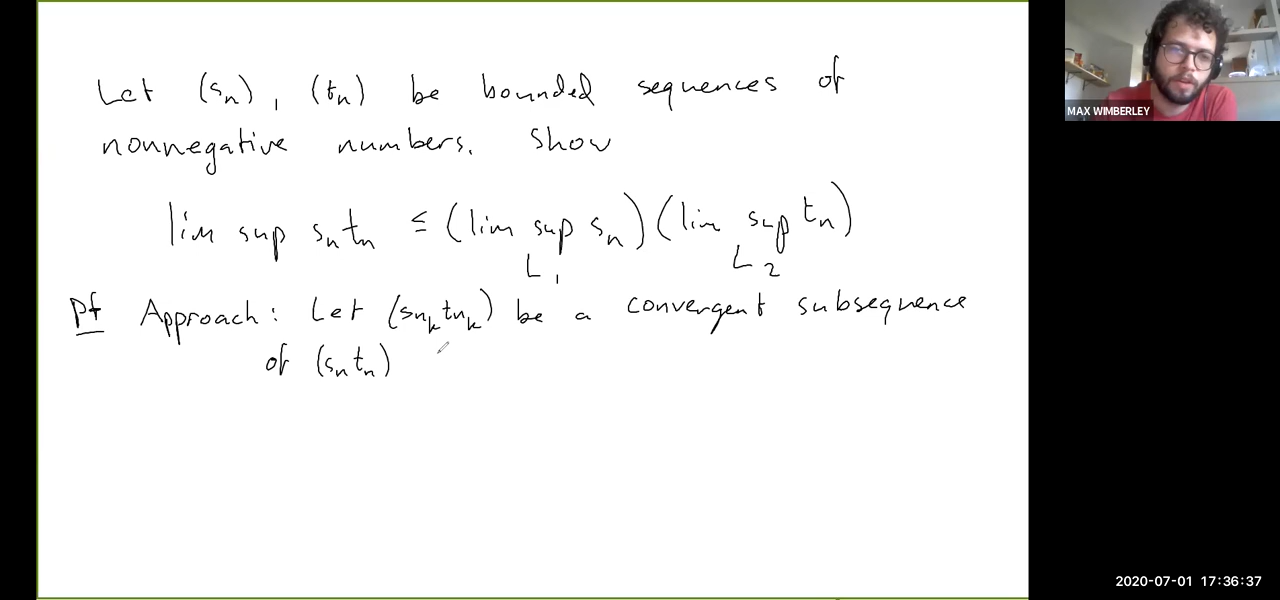 Let (sₙ), (tₙ) be bounded sequences of
nonnegative numbers. Show
lim sup sₙtₙ ≤ (lim sup sₙ)(lim sup tₙ)
L₁ L₂
Pf Approach: Let (sₙₖtₙₖ) be a convergent subsequence
of (sₙtₙ)
MAX WIMBERLEY
2020-07-01 17:36:37